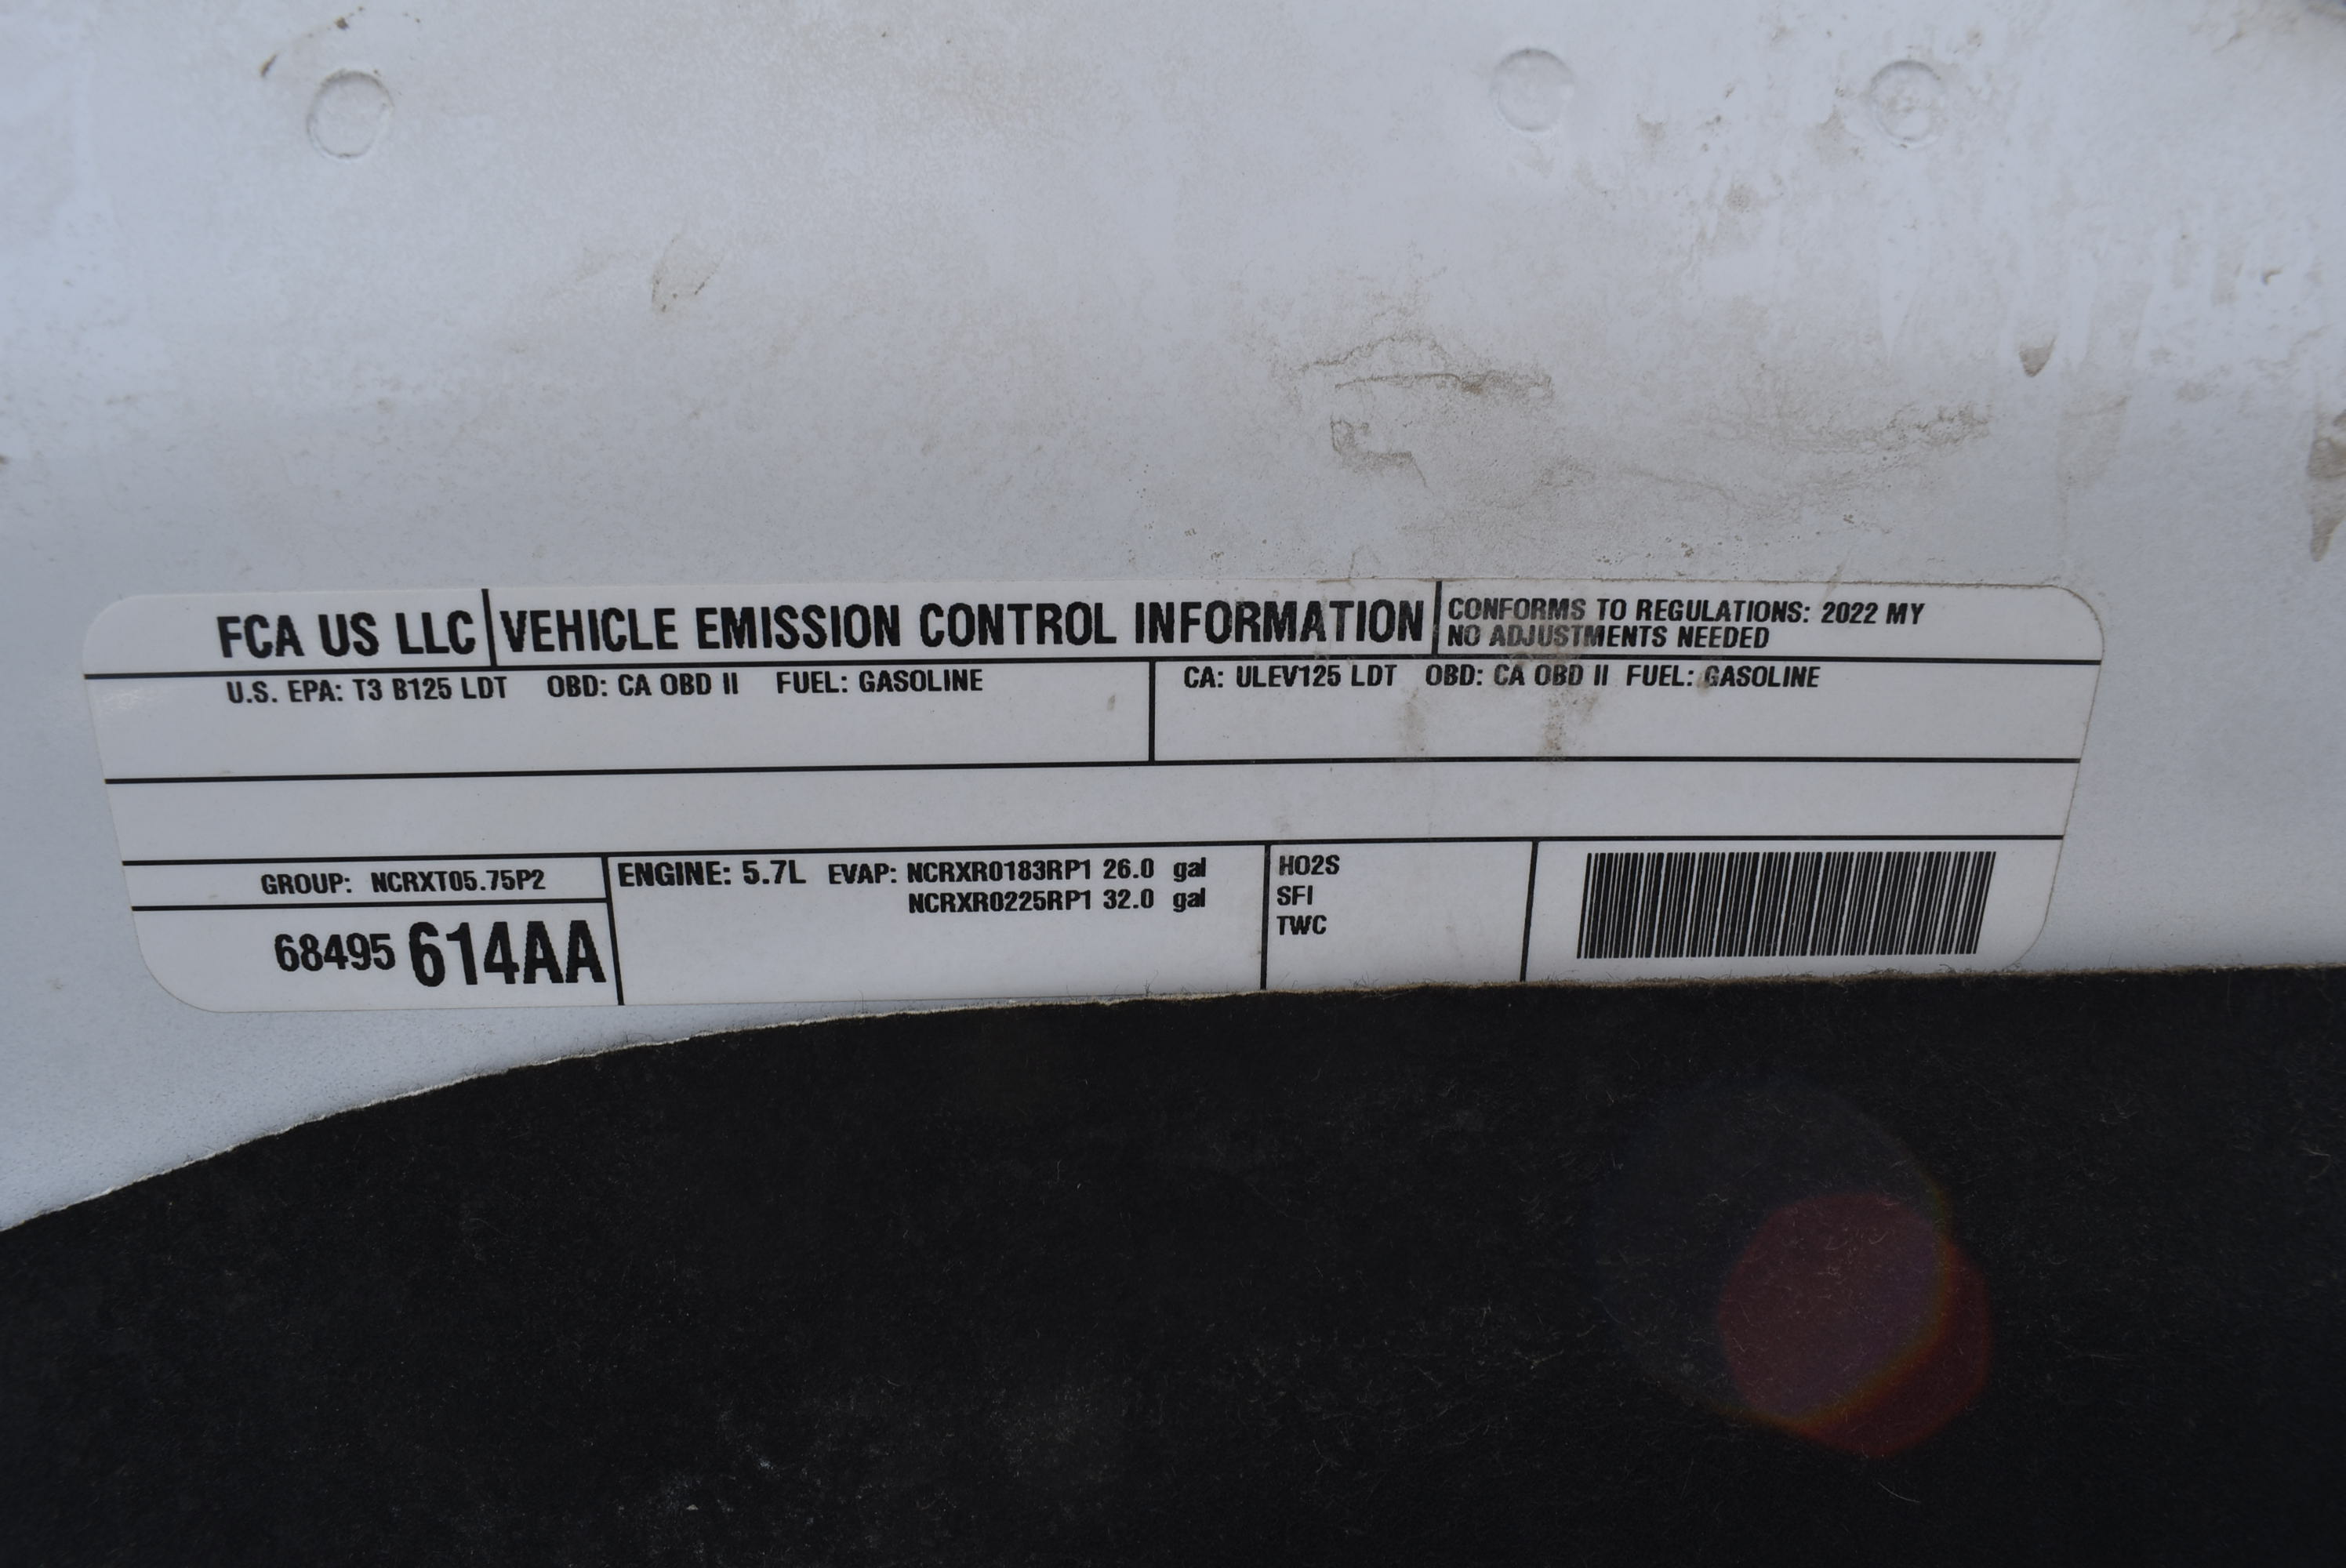 FCA US LLC VEHICLE EMISSION CONTROL INFORMATION
CONFORMS TO REGULATIONS: 2022 MY
NO ADJUSTMENTS NEEDED
U.S. EPA: T3 B125 LDT OBD: CA OBD II FUEL: GASOLINE
CA: ULEV125 LDT OBD: CA OBD II FUEL: GASOLINE
GROUP: NCRXT05.75P2
68495 614AA
ENGINE: 5.7L EVAP: NCRXR0183RP1 26.0 gal
NCRXR0225RP1 32.0 gal
HO2S
SFI
TWC